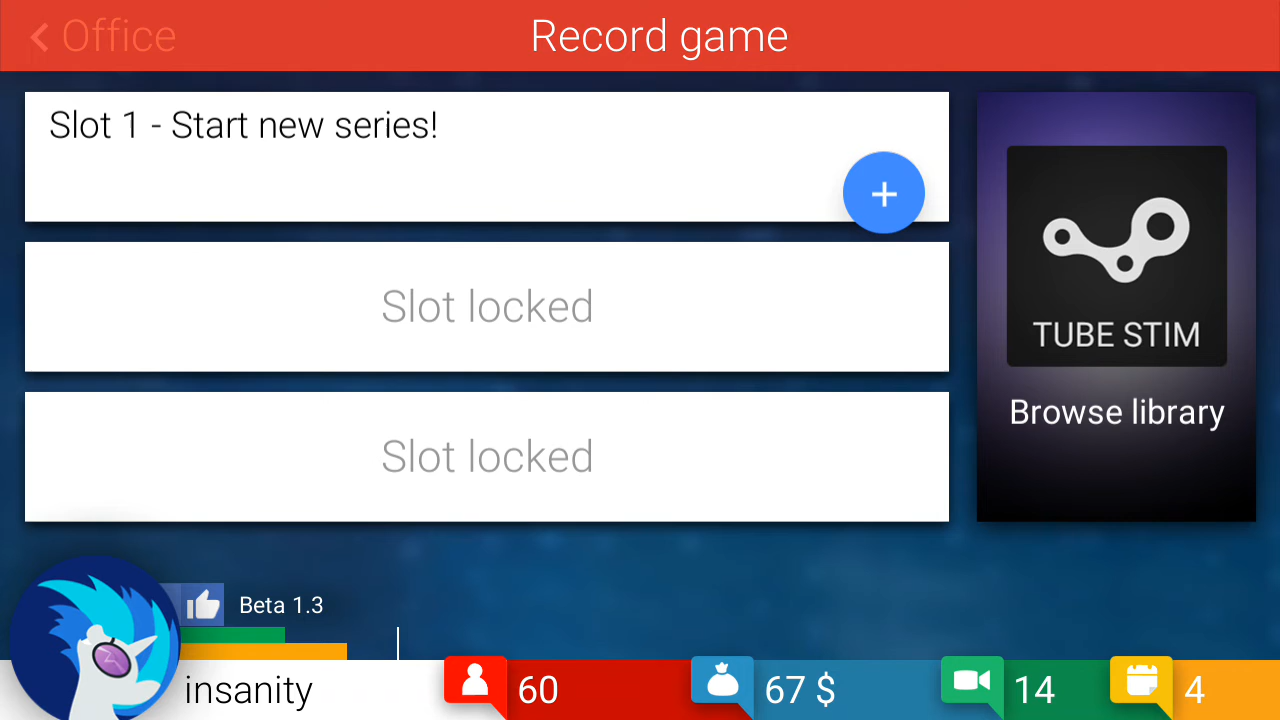 Office
Record game
Slot 1 - Start new series!
+
Slot locked
Slot locked
TUBE STIM
Browse library
Beta 1.3
insanity
60
67 $
14
4